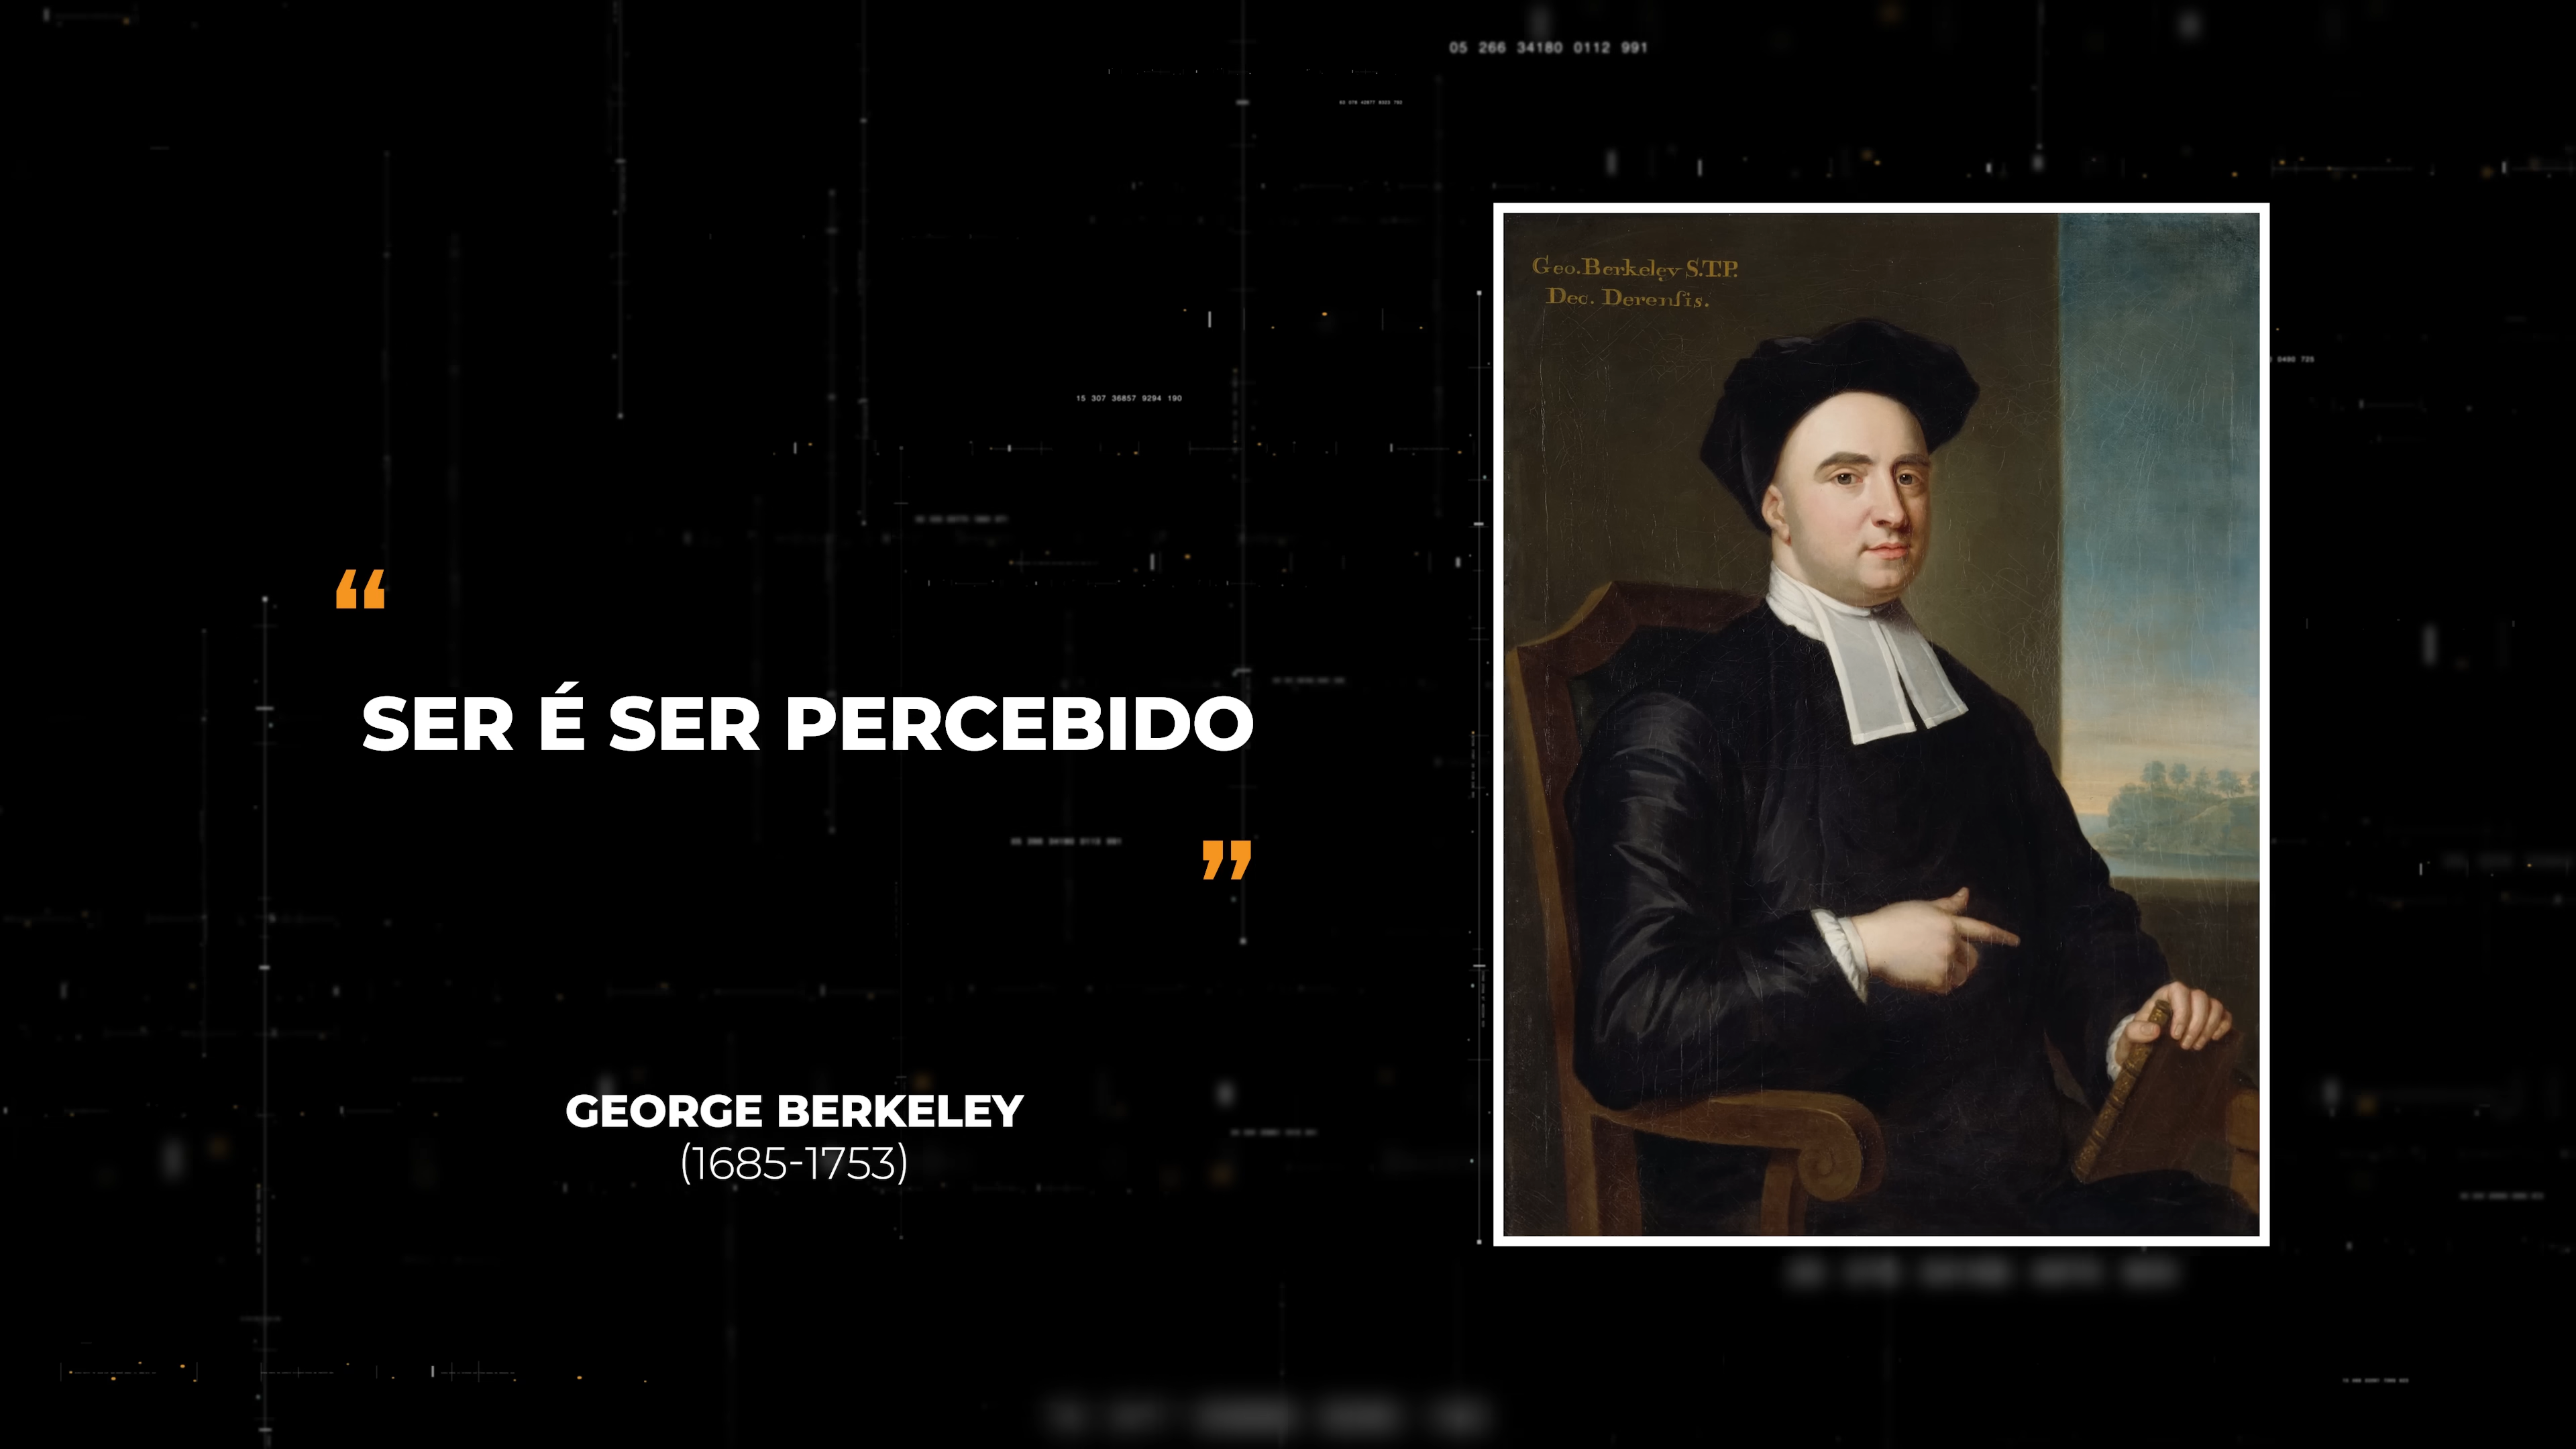 05 266 34180 0112 991
Geo. Berkeley S.T.P.
Dec. Derenſis.
15 307 36857 9294 190
“
SER É SER PERCEBIDO
”
GEORGE BERKELEY
(1685-1753)